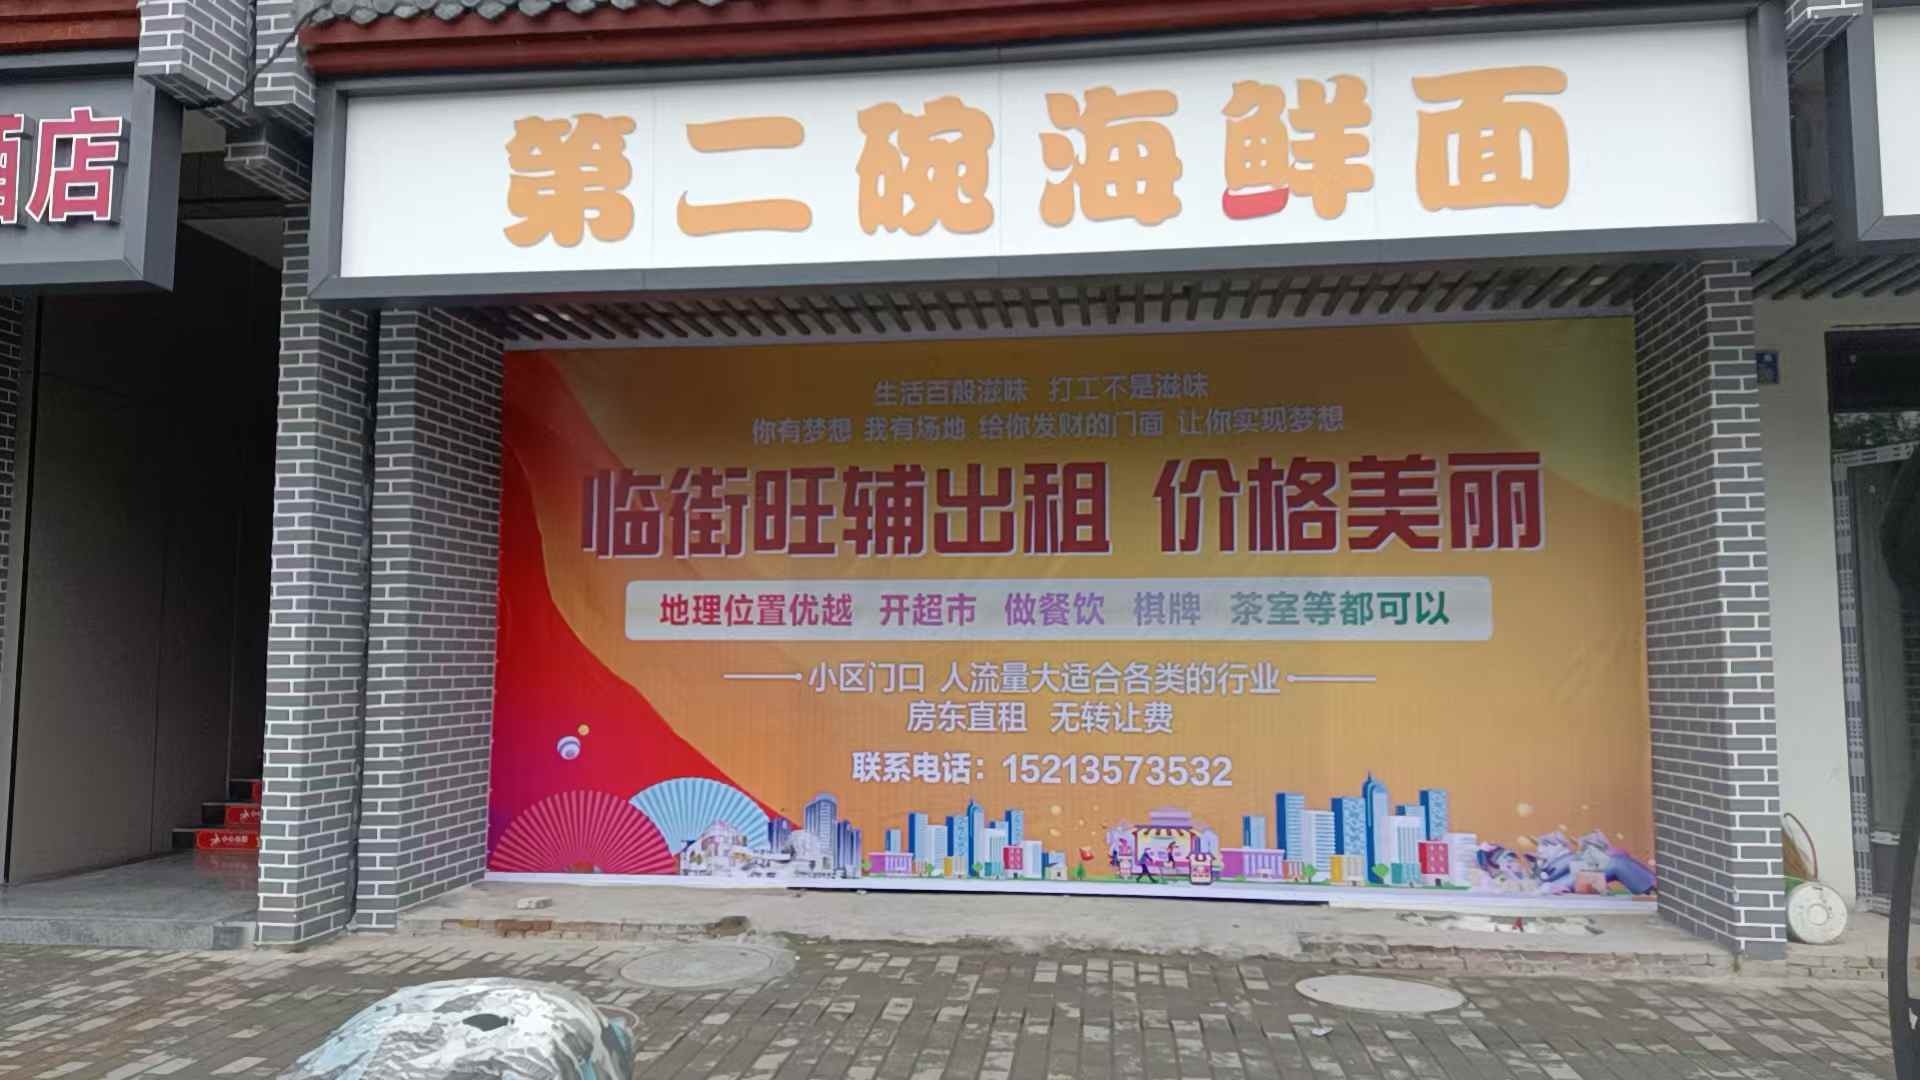 第二碗海鲜面
酒店
生活百般滋味 打工不是滋味
你有梦想 我有场地 给你发财的门面 让你实现梦想
临街旺辅出租 价格美丽
地理位置优越 开超市 做餐饮 棋牌 茶室等都可以
小区门口 人流量大适合各类的行业
房东直租 无转让费
联系电话：15213573532